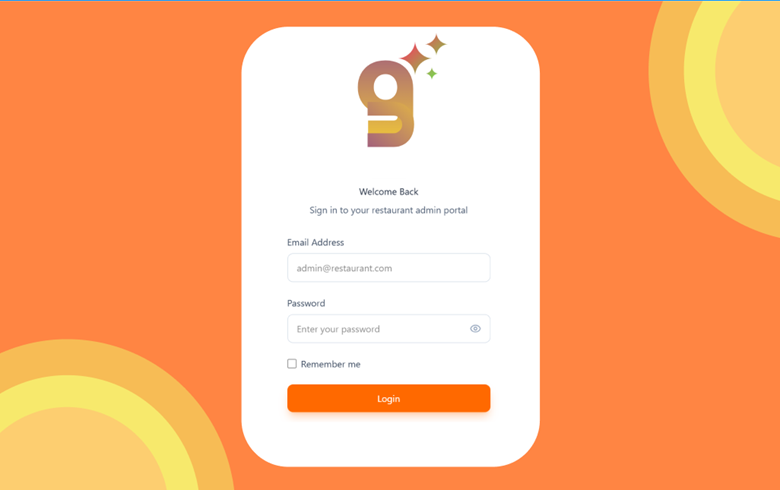 g
Welcome Back
Sign in to your restaurant admin portal
Email Address
admin@restaurant.com
Password
Enter your password
Remember me
Login